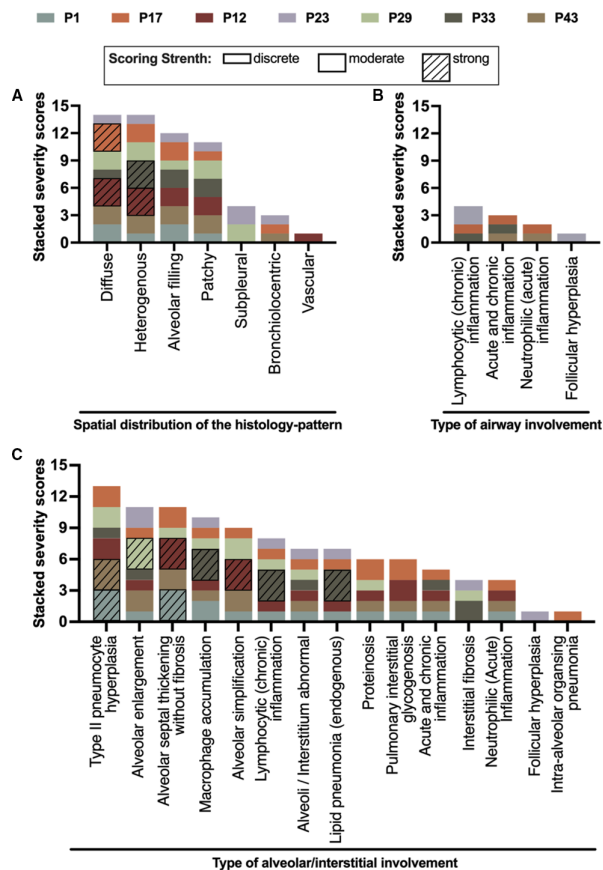 P1 P17 P12 P23 P29 P33 P43
Scoring Strenth: discrete moderate strong
A
Stacked severity scores
15
12
9
6
3
0
Diffuse
Heterogenous
Alveolar filling
Patchy
Subpleural
Bronchiolocentric
Vascular
Spatial distribution of the histology-pattern
B
Stacked severity scores
15
12
9
6
3
0
Lymphocytic (chronic)
inflammation
Acute and chronic
inflammation
Neutrophilic (acute)
inflammation
Follicular hyperplasia
Type of airway involvement
C
Stacked severity scores
15
12
9
6
3
0
Type II pneumocyte
hyperplasia
Alveolar enlargement
Alveolar septal thickening
without fibrosis
Macrophage accumulation
Alveolar simplification
Lymphocytic (chronic)
inflammation
Alveoli / Interstitium abnormal
Lipid pneumonia (endogenous)
Proteinosis
Pulmonary interstitial
glycogenosis
Acute and chronic
inflammation
Interstitial fibrosis
Neutrophilic (Acute)
Inflammation
Follicular hyperplasia
Intra-alveolar organsing
pneumonia
Type of alveolar/interstitial involvement